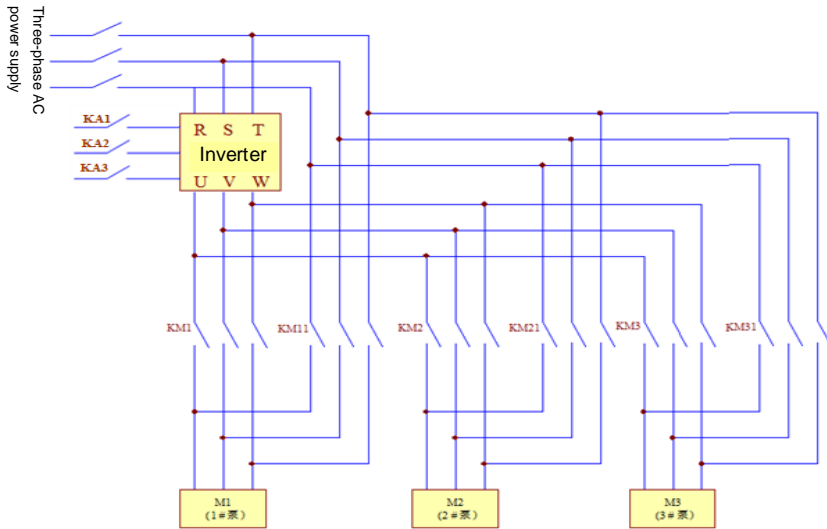 Three-phase AC
power supply
KA1
KA2
KA3
R S T
Inverter
U V W
KM1
KM11
KM2
KM21
KM3
KM31
M1
(1#泵)
M2
(2#泵)
M3
(3#泵)